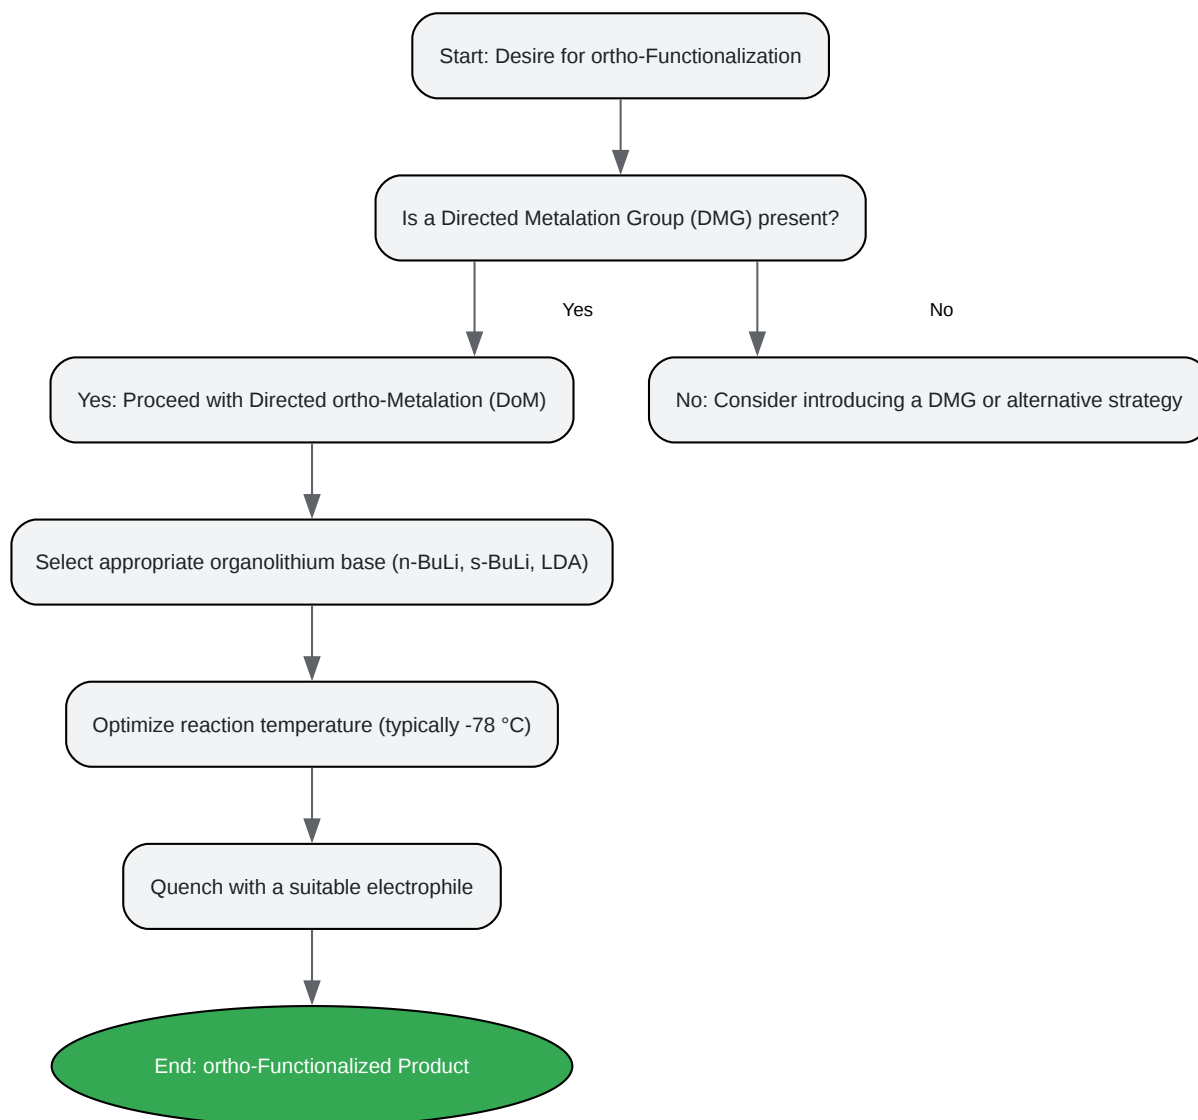 Start: Desire for ortho-Functionalization
Is a Directed Metalation Group (DMG) present?
Yes
No
Yes: Proceed with Directed ortho-Metalation (DoM)
No: Consider introducing a DMG or alternative strategy
Select appropriate organolithium base (n-BuLi, s-BuLi, LDA)
Optimize reaction temperature (typically -78 °C)
Quench with a suitable electrophile
End: ortho-Functionalized Product